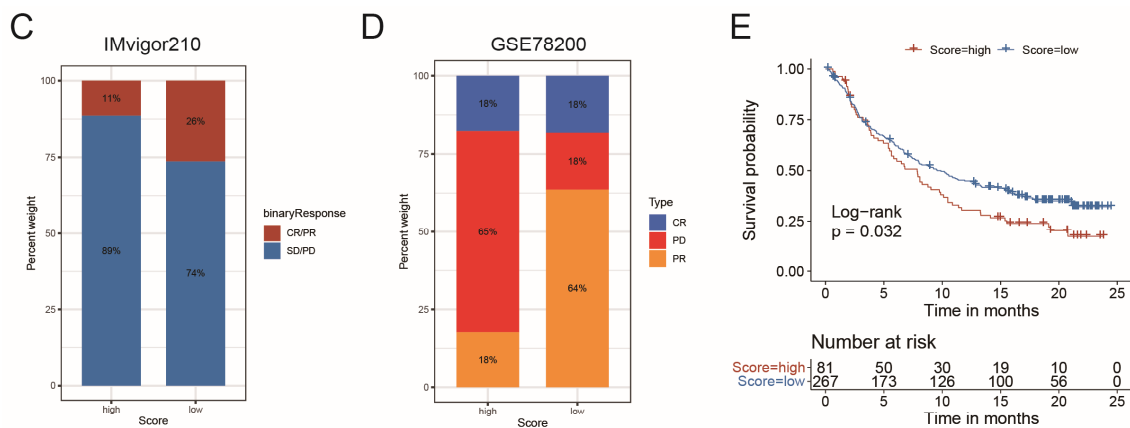 C
IMvigor210
Percent weight
100
75
50
25
0
11%
26%
89%
74%
high
low
Score
binaryResponse
CR/PR
SD/PD
D
GSE78200
Percent weight
100
75
50
25
0
18%
18%
18%
65%
64%
18%
high
low
Score
Type
CR
PD
PR
E
Score=high Score=low
Survival probability
1.00
0.75
0.50
0.25
0.00
Log−rank
p = 0.032
0 5 10 15 20 25
Time in months
Number at risk
Score=high 81 50 30 19 10 0
Score=low 267 173 126 100 56 0
0 5 10 15 20 25
Time in months